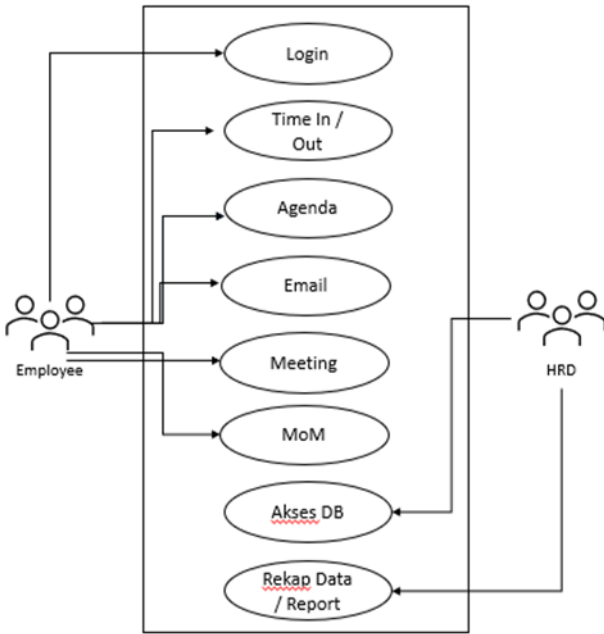 Login
Time In /
Out
Agenda
Email
Meeting
MoM
Akses DB
Rekap Data
/ Report
Employee
HRD